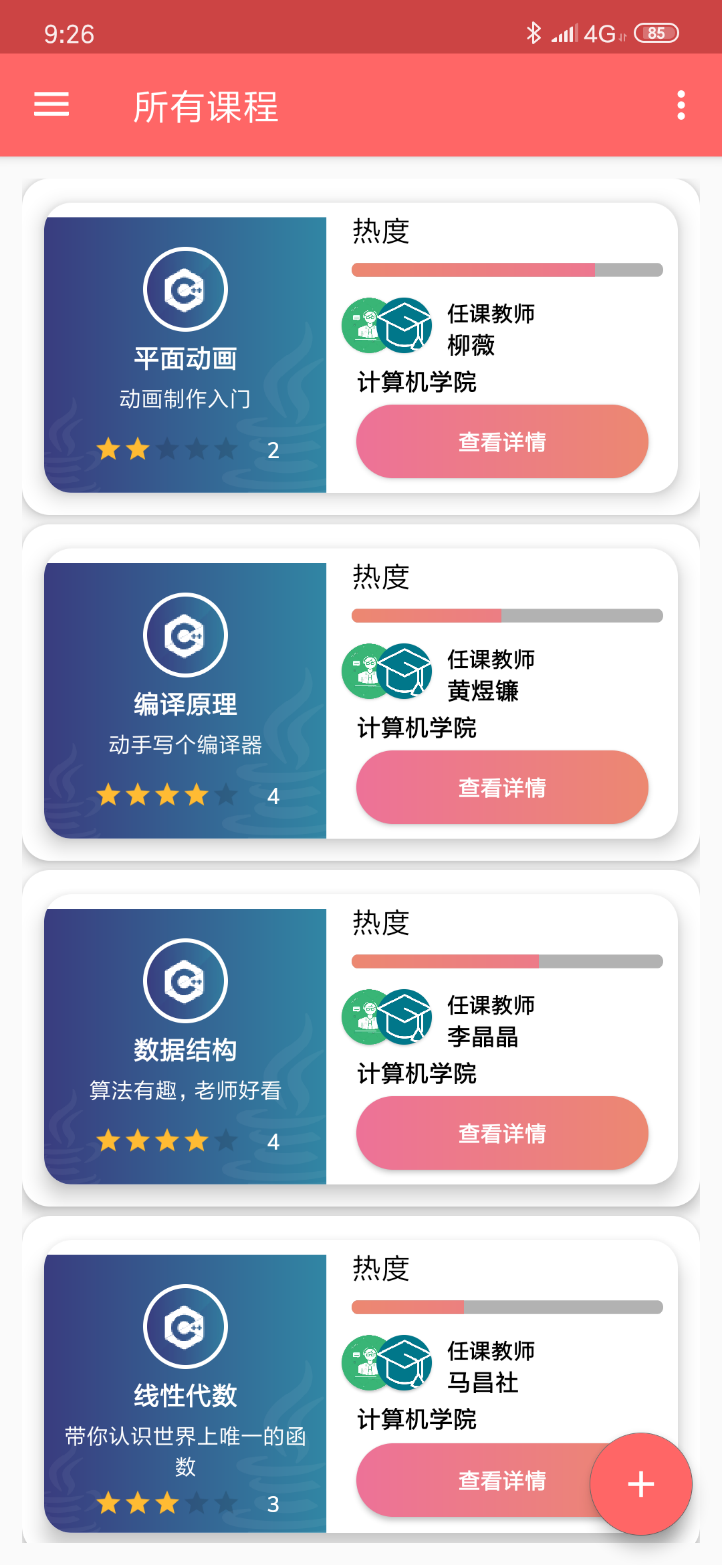 9:26
4G
85
所有课程
热度
任课教师
柳薇
平面动画
计算机学院
动画制作入门
查看详情
2
热度
任课教师
黄煜镰
编译原理
计算机学院
动手写个编译器
查看详情
4
热度
任课教师
李晶晶
数据结构
计算机学院
算法有趣，老师好看
查看详情
4
热度
任课教师
马昌社
线性代数
计算机学院
带你认识世界上唯一的函
数
查看详情
3